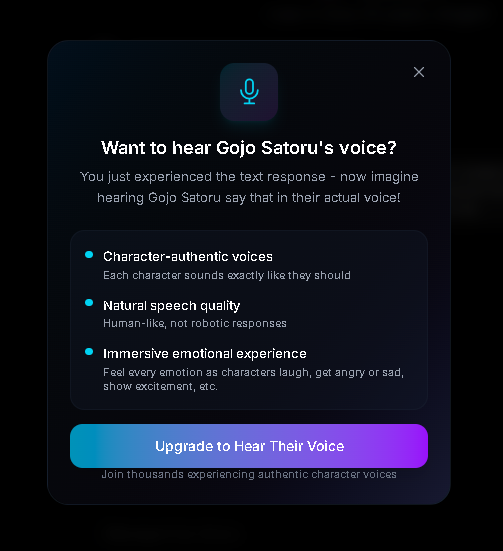 Want to hear Gojo Satoru's voice?
You just experienced the text response - now imagine
hearing Gojo Satoru say that in their actual voice!
Character-authentic voices
Each character sounds exactly like they should
Natural speech quality
Human-like, not robotic responses
Immersive emotional experience
Feel every emotion as characters laugh, get angry or sad,
show excitement, etc.
Upgrade to Hear Their Voice
Join thousands experiencing authentic character voices